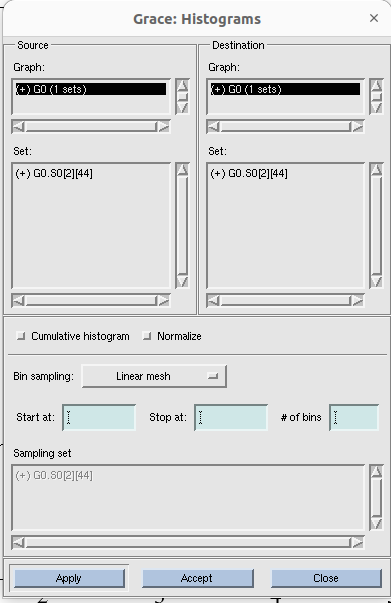 Grace: Histograms
Source
Destination
Graph:
Graph:
(+) G0 (1 sets)
(+) G0 (1 sets)
Set:
Set:
(+) G0.S0[2][44]
(+) G0.S0[2][44]
Cumulative histogram
Normalize
Bin sampling:
Linear mesh
Start at:
Stop at:
# of bins
Sampling set
(+) G0.S0[2][44]
Apply
Accept
Close